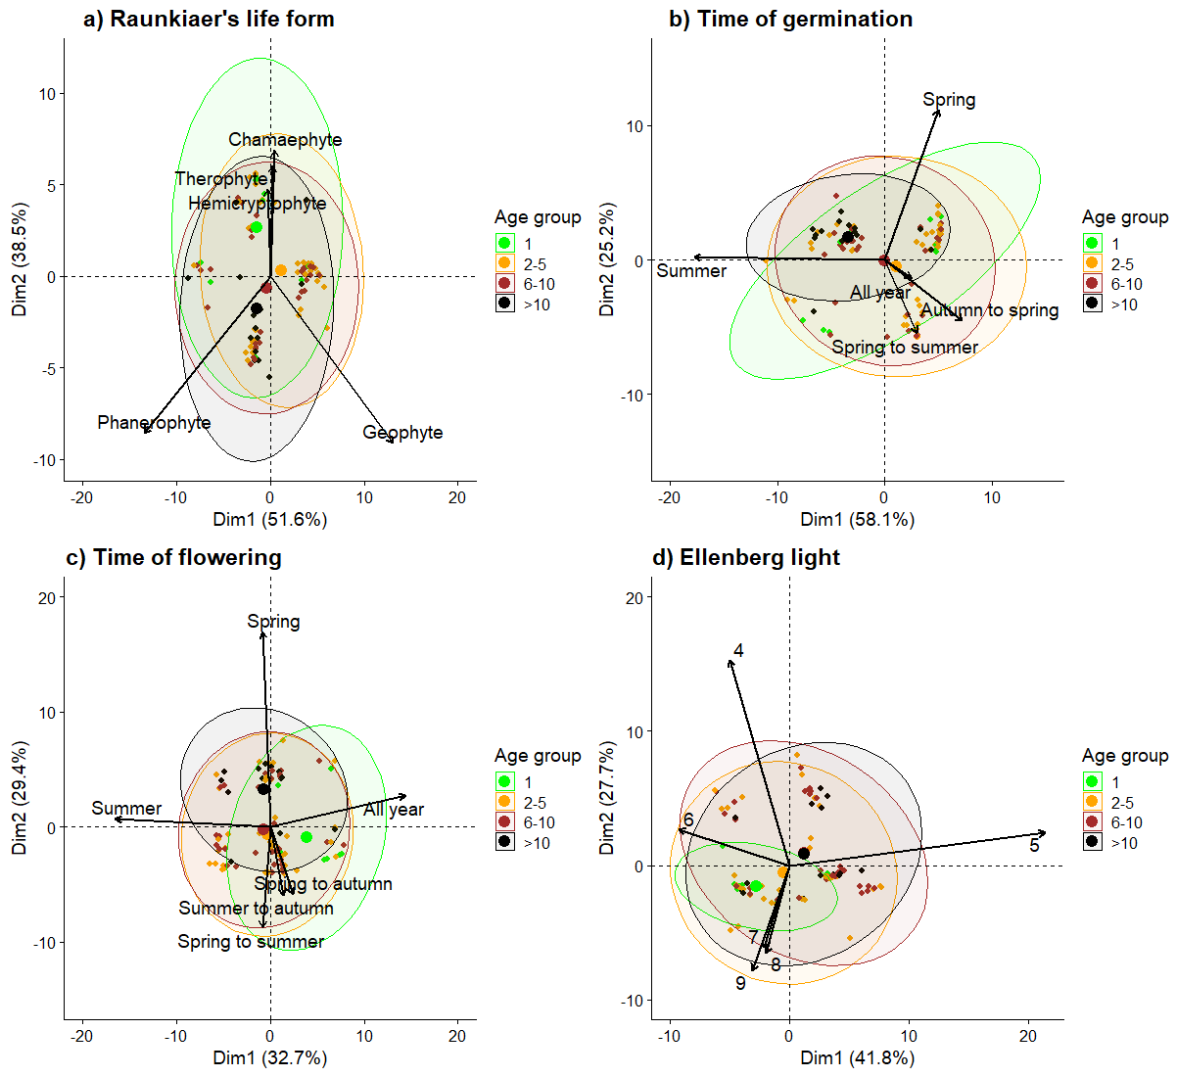 a) Raunkiaer's life form
Dim2 (38.5%)
10
5
0
-5
-10
Chamaephyte
Therophyte
Hemicryptophyte
Phanerophyte
Geophyte
-20
-10
0
10
20
Dim1 (51.6%)
Age group
1
2-5
6-10
>10
b) Time of germination
Dim2 (25.2%)
10
0
-10
Spring
Summer
All year
Autumn to spring
Spring to summer
-20
-10
0
10
Dim1 (58.1%)
Age group
1
2-5
6-10
>10
c) Time of flowering
Dim2 (29.4%)
20
10
0
-10
Spring
Summer
All year
Spring to autumn
Summer to autumn
Spring to summer
-20
-10
0
10
20
Dim1 (32.7%)
Age group
1
2-5
6-10
>10
d) Ellenberg light
Dim2 (27.7%)
20
10
0
-10
4
6
5
7
8
9
-10
0
10
20
Dim1 (41.8%)
Age group
1
2-5
6-10
>10